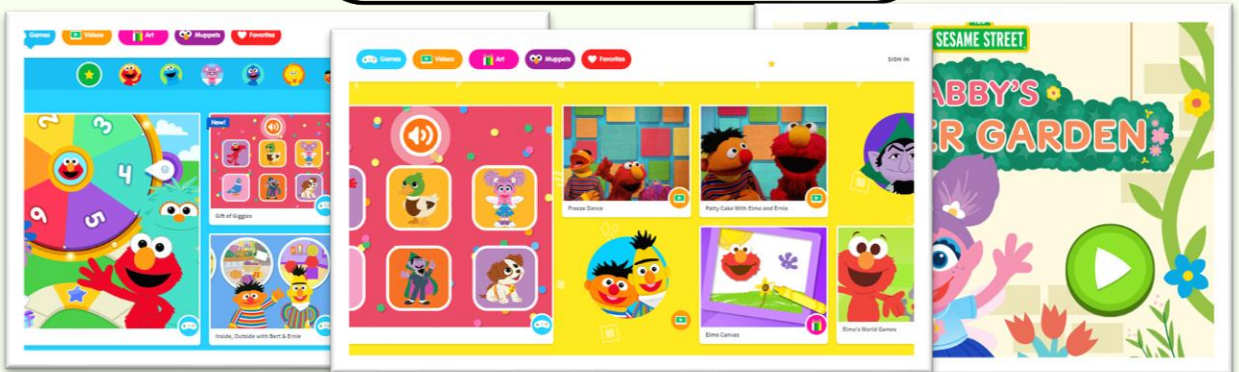 Games Videos Art Muppets Favorites
New!
4
5
9
Gift of Giggles
Inside, Outside with Bert & Ernie
Games Videos Art Muppets Favorites SIGN IN
Freeze Dance
Patty Cake With Elmo and Ernie
Elmo Canvas
Elmo's World Games
SESAME STREET
ABBY'S
ER GARDEN